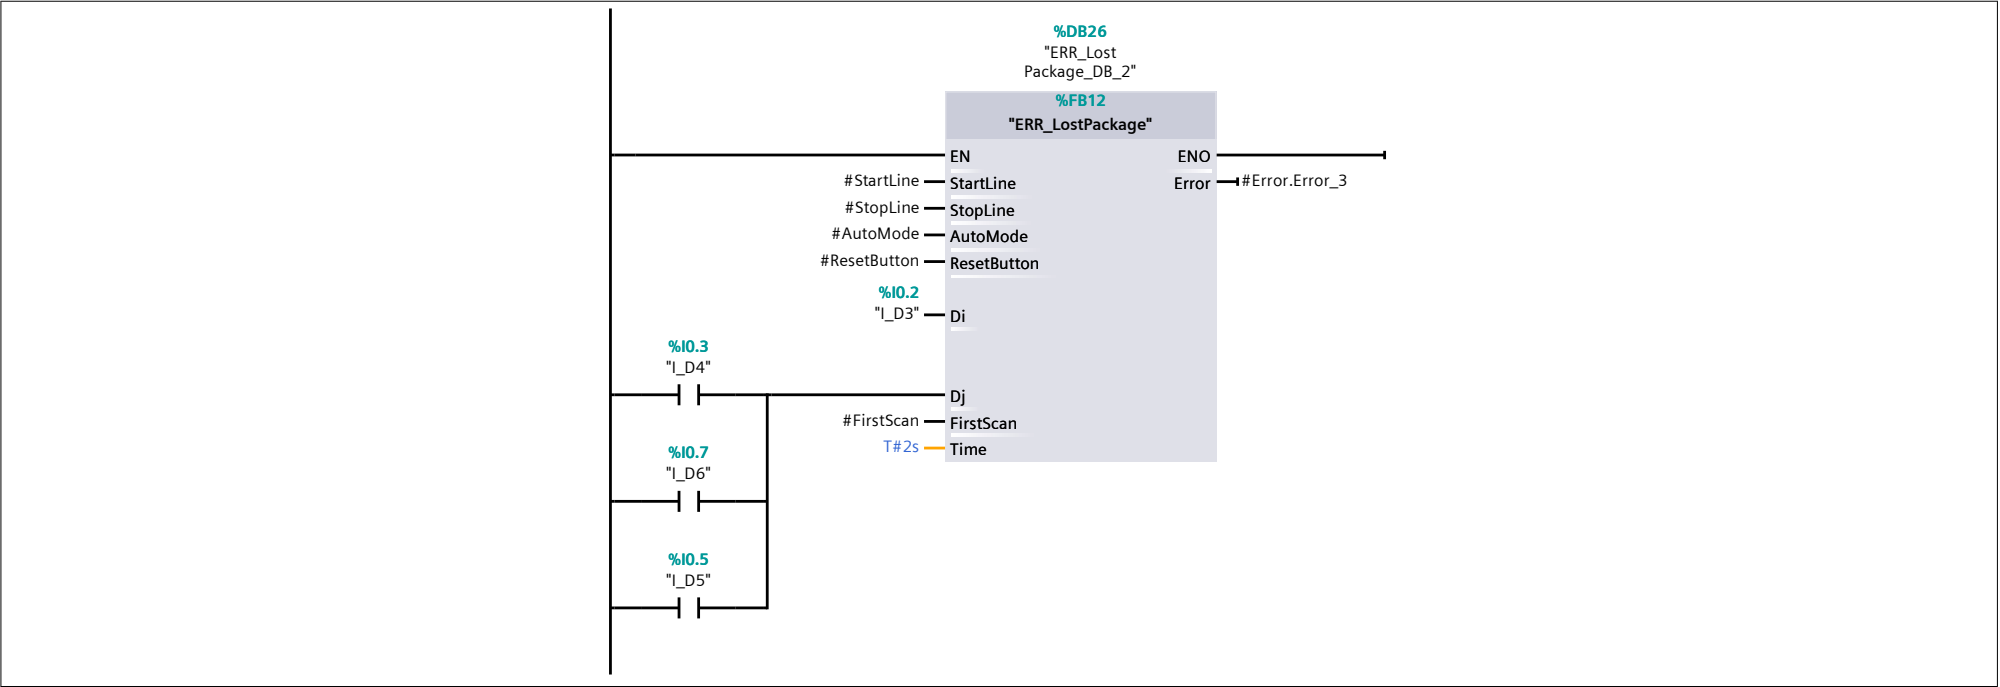 %DB26
"ERR_Lost
Package_DB_2"
%FB12
"ERR_LostPackage"
EN ENO
#StartLine StartLine Error #Error.Error_3
#StopLine StopLine
#AutoMode AutoMode
#ResetButton ResetButton
%I0.2
"I_D3" Di
%I0.3
"I_D4"
Dj
#FirstScan FirstScan
T#2s Time
%I0.7
"I_D6"
%I0.5
"I_D5"